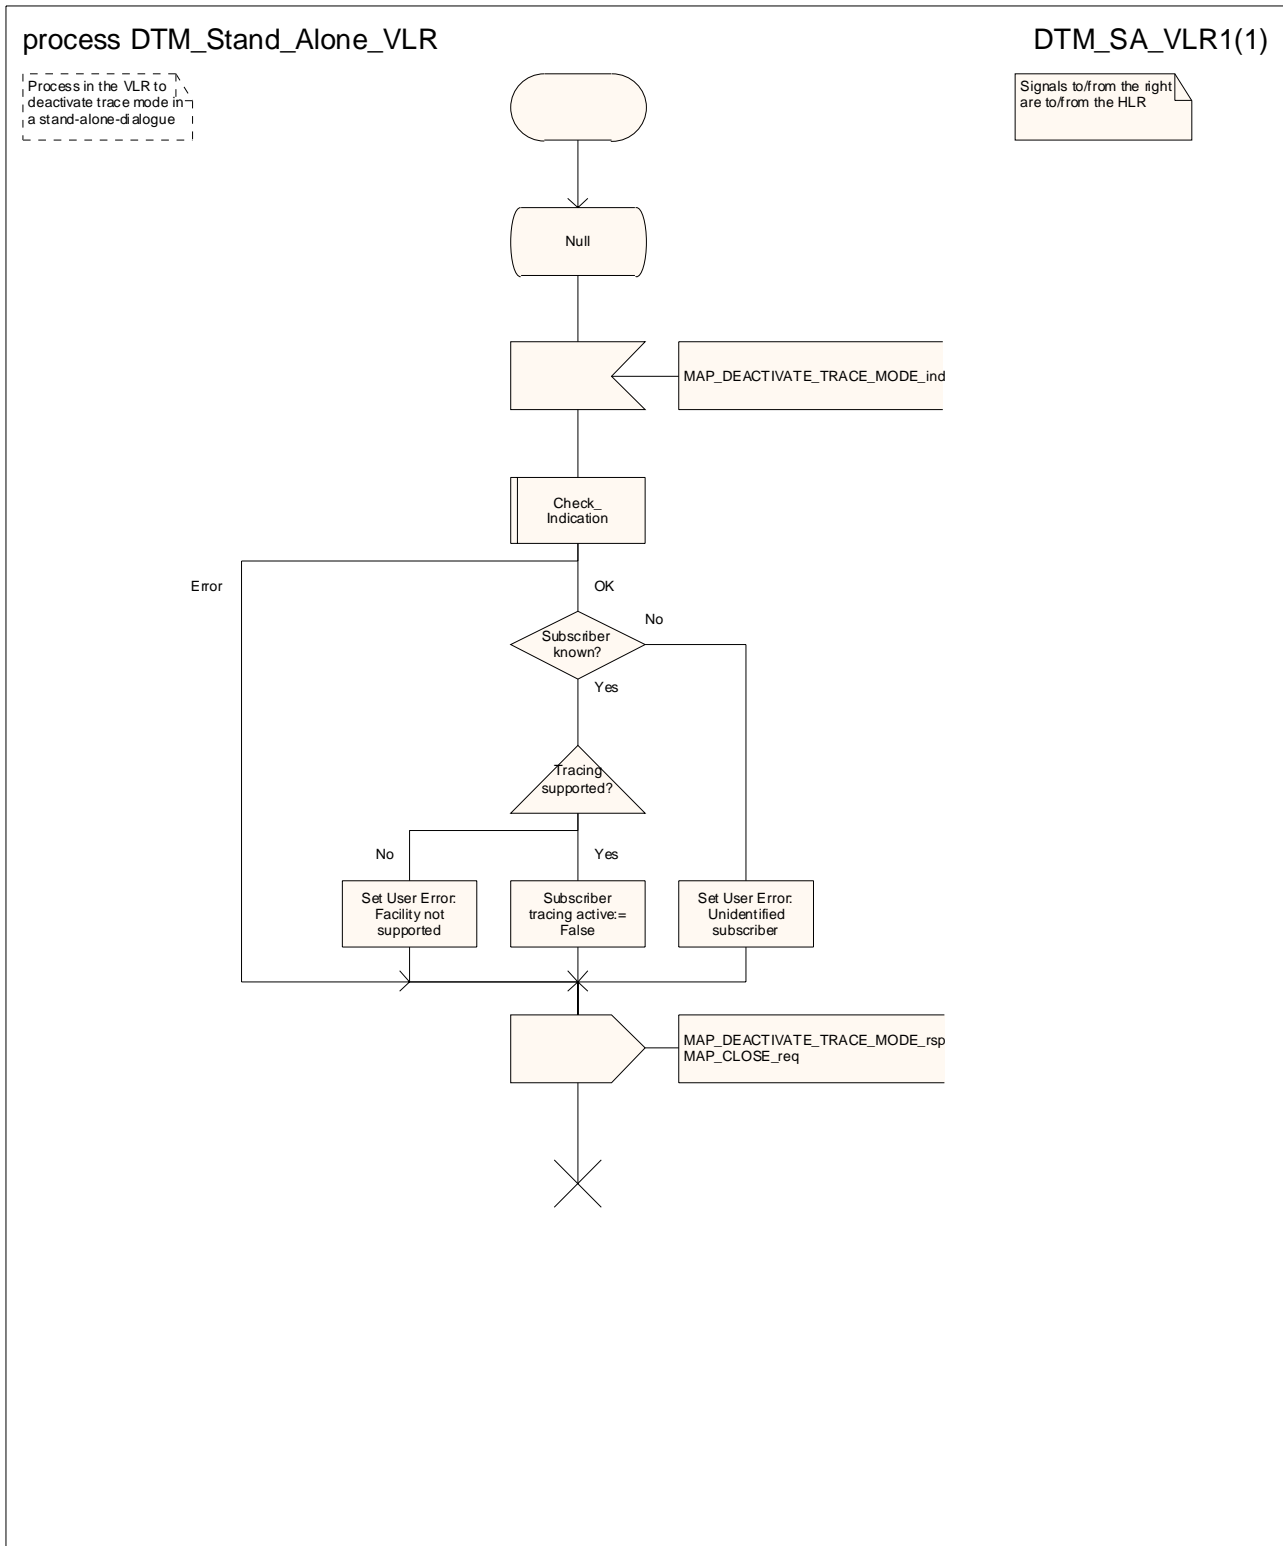 process DTM_Stand_Alone_VLR
DTM_SA_VLR1(1)
Process in the VLR to
deactivate trace mode in
a stand-alone-dialogue
Signals to/from the right
are to/from the HLR
Null
MAP_DEACTIVATE_TRACE_MODE_ind
Check_
Indication
Error
OK
No
Subscriber
known?
Yes
Tracing
supported?
No
Yes
Set User Error:
Facility not
supported
Subscriber
tracing active:=
False
Set User Error:
Unidentified
subscriber
MAP_DEACTIVATE_TRACE_MODE_rsp
MAP_CLOSE_req